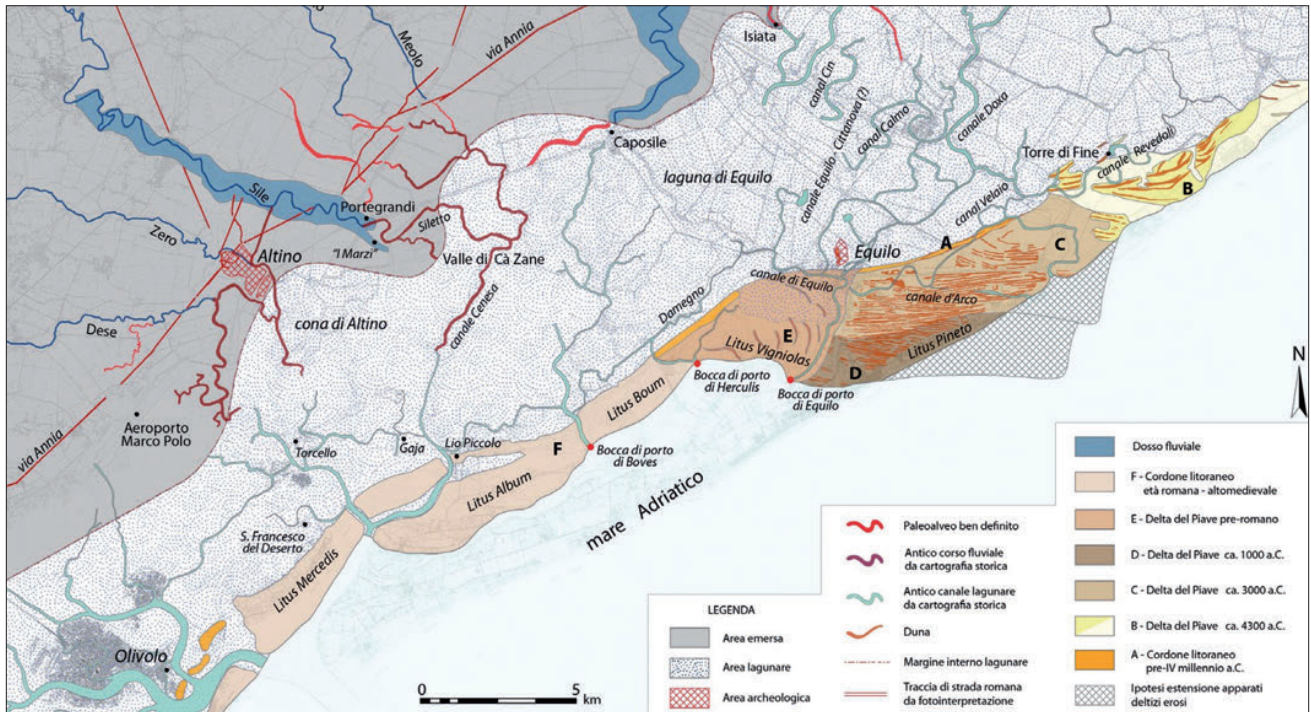 Isiata
Meolo
via Annia
canal Cin
canale Equilo - Cittanova (?)
canal Calmo
canale Doxa
Caposile
Torre di Fine
canale Revedoli
laguna di Equilo
B
Sile
Portegrandi
Siletto
canal Velaio
Zero
"I Marzi"
Altino
Valle di Cà Zane
Equilo
A
C
canale di Equilo
canale d'Arco
Damegno
cona di Altino
canale Cenesa
Dese
E
Litus Vigniolas
Litus Pineto
D
N
Bocca di porto
di Herculis
Bocca di porto
di Equilo
Aeroporto
Marco Polo
via Annia
Litus Boum
Torcello
Gaja
Lio Piccolo
F
Bocca di porto
di Boves
Litus Album
mare Adriatico
S. Francesco
del Deserto
Litus Mercedis
Olivolo
0 5
km
LEGENDA
Area emersa
Area lagunare
Area archeologica
Paleoalveo ben definito
Antico corso fluviale
da cartografia storica
Antico canale lagunare
da cartografia storica
Duna
Margine interno lagunare
Traccia di strada romana
da fotointerpretazione
Dosso fluviale
F - Cordone litoraneo
età romana - altomedievale
E - Delta del Piave pre-romano
D - Delta del Piave ca. 1000 a.C.
C - Delta del Piave ca. 3000 a.C.
B - Delta del Piave ca. 4300 a.C.
A - Cordone litoraneo
pre-IV millennio a.C.
Ipotesi estensione apparati
deltizi erosi